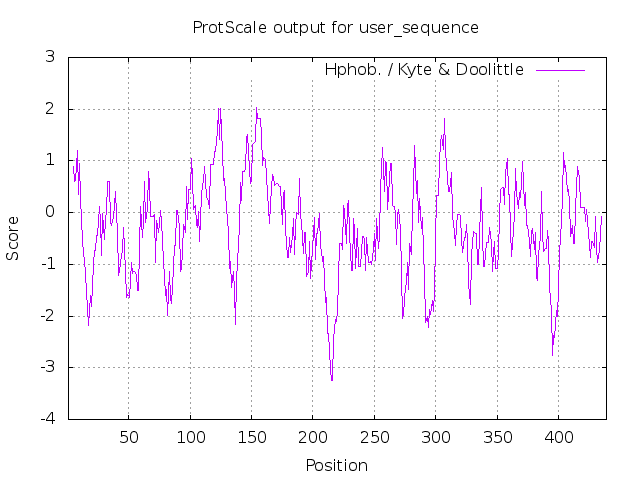 ProtScale output for user_sequence
Hphob. / Kyte & Doolittle
3
2
1
0
-1
-2
-3
-4
Score
50 100 150 200 250 300 350 400
Position